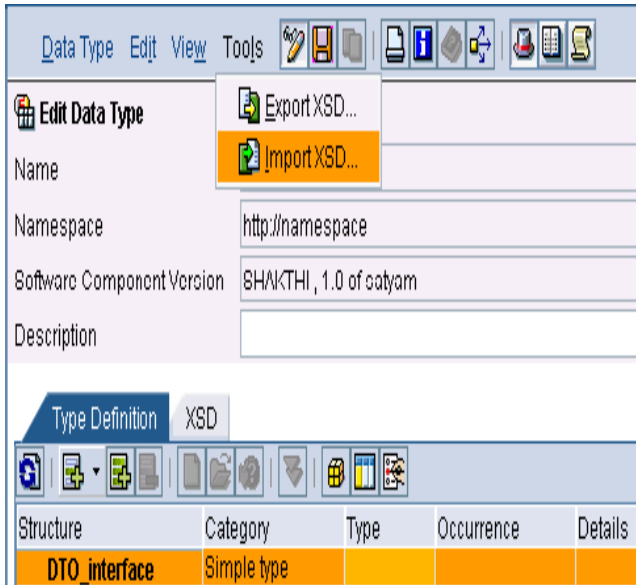 Data Type Edit View Tools
Export XSD...
Edit Data Type
Import XSD...
Name
Namespace http://namespace
Software Component Version SHAKTHI , 1.0 of satyam
Description
Type Definition XSD
Structure Category Type Occurrence Details
DTO_interface Simple type